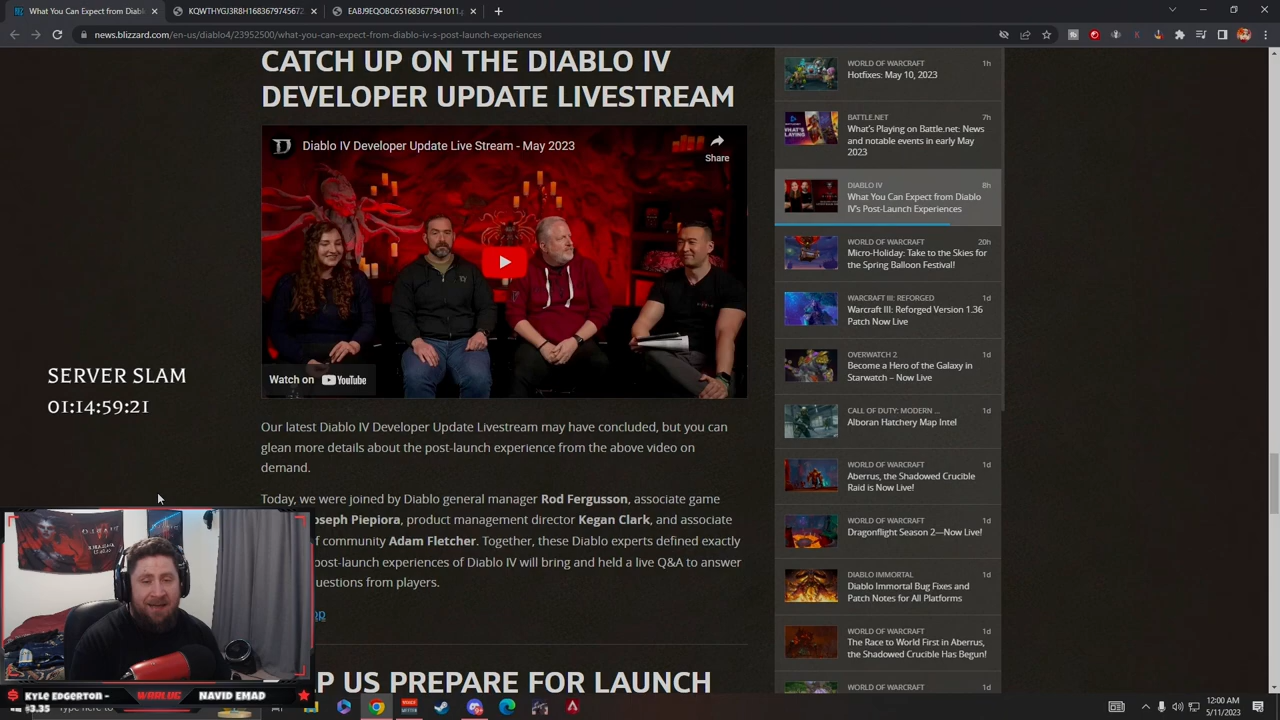 What You Can Expect from Diablo
KQWTHYGJ3R8H1683679745672
EABJ9EQOBC651683677941011
news.blizzard.com/en-us/diablo4/23952500/what-you-can-expect-from-diablo-iv-s-post-launch-experiences
CATCH UP ON THE DIABLO IV
DEVELOPER UPDATE LIVESTREAM
Diablo IV Developer Update Live Stream - May 2023
Share
Watch on YouTube
Our latest Diablo IV Developer Update Livestream may have concluded, but you can
glean more details about the post-launch experience from the above video on
demand.
Today, we were joined by Diablo general manager Rod Fergusson, associate game
oseph Piepiora, product management director Kegan Clark, and associate
f community Adam Fletcher. Together, these Diablo experts defined exactly
post-launch experiences of Diablo IV will bring and held a live Q&A to answer
questions from players.
op
P US PREPARE FOR LAUNCH
WORLD OF WARCRAFT 1h
Hotfixes: May 10, 2023
BATTLE.NET 7h
What's Playing on Battle.net: News
and notable events in early May
2023
DIABLO IV 8h
What You Can Expect from Diablo
IV's Post-Launch Experiences
WORLD OF WARCRAFT 20h
Micro-Holiday: Take to the Skies for
the Spring Balloon Festival!
WARCRAFT III: REFORGED 1d
Warcraft III: Reforged Version 1.36
Patch Now Live
OVERWATCH 2 1d
Become a Hero of the Galaxy in
Starwatch – Now Live
CALL OF DUTY: MODERN ... 1d
Alboran Hatchery Map Intel
WORLD OF WARCRAFT 1d
Aberrus, the Shadowed Crucible
Raid is Now Live!
WORLD OF WARCRAFT 1d
Dragonflight Season 2—Now Live!
DIABLO IMMORTAL 1d
Diablo Immortal Bug Fixes and
Patch Notes for All Platforms
WORLD OF WARCRAFT 1d
The Race to World First in Aberrus,
the Shadowed Crucible Has Begun!
WORLD OF WARCRAFT 1d
SERVER SLAM
01:14:59:21
KYLE EDGERTON -
$3.35
WARLUG
NAVID EMAD
Type here to
12:00 AM
5/11/2023